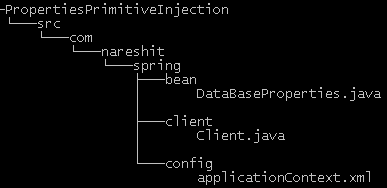 PropertiesPrimitiveInjection
src
com
nareshit
spring
bean
DataBaseProperties.java
client
Client.java
config
applicationContext.xml